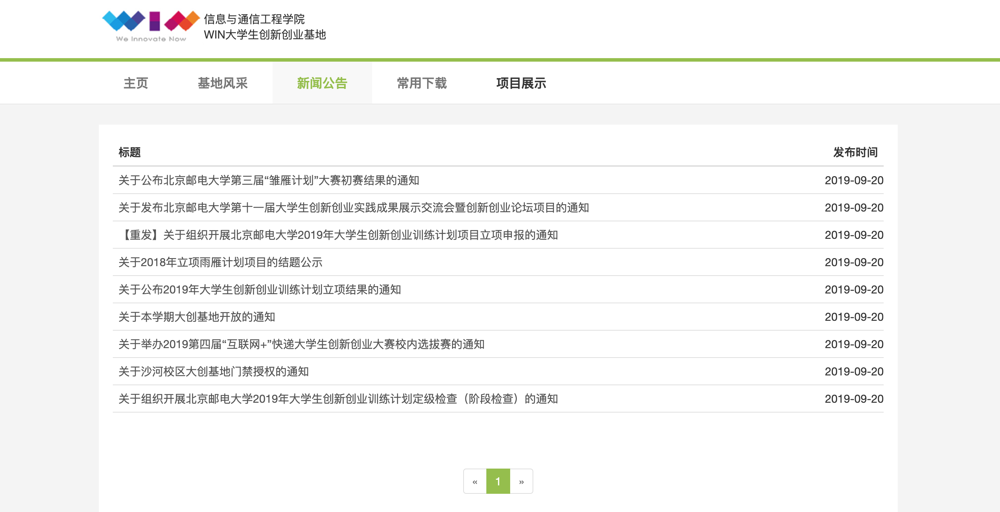 WIN
We Innovate Now
信息与通信工程学院
WIN大学生创新创业基地
主页 基地风采 新闻公告 常用下载 项目展示
标题 发布时间
关于公布北京邮电大学第三届“雏雁计划”大赛初赛结果的通知 2019-09-20
关于发布北京邮电大学第十一届大学生创新创业实践成果展示交流会暨创新创业论坛项目的通知 2019-09-20
【重发】关于组织开展北京邮电大学2019年大学生创新创业训练计划项目立项申报的通知 2019-09-20
关于2018年立项雨雁计划项目的结题公示 2019-09-20
关于公布2019年大学生创新创业训练计划立项结果的通知 2019-09-20
关于本学期大创基地开放的通知 2019-09-20
关于举办2019第四届“互联网+”快递大学生创新创业大赛校内选拔赛的通知 2019-09-20
关于沙河校区大创基地门禁授权的通知 2019-09-20
关于组织开展北京邮电大学2019年大学生创新创业训练计划定级检查（阶段检查）的通知 2019-09-20
« 1 »